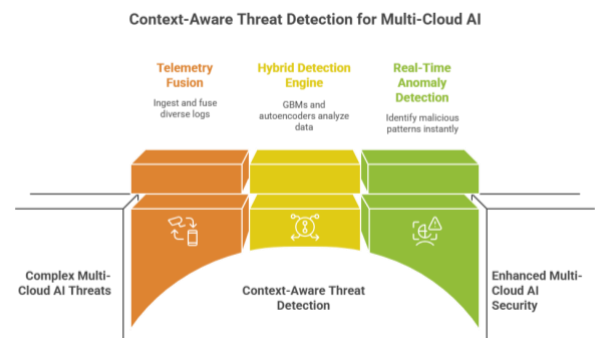 Context-Aware Threat Detection for Multi-Cloud AI
Telemetry
Fusion
Ingest and fuse
diverse logs
Hybrid Detection
Engine
GBMs and
autoencoders analyze
data
Real-Time
Anomaly
Detection
Identify malicious
patterns instantly
Complex Multi-
Cloud AI Threats
Context-Aware Threat
Detection
Enhanced Multi-
Cloud AI
Security